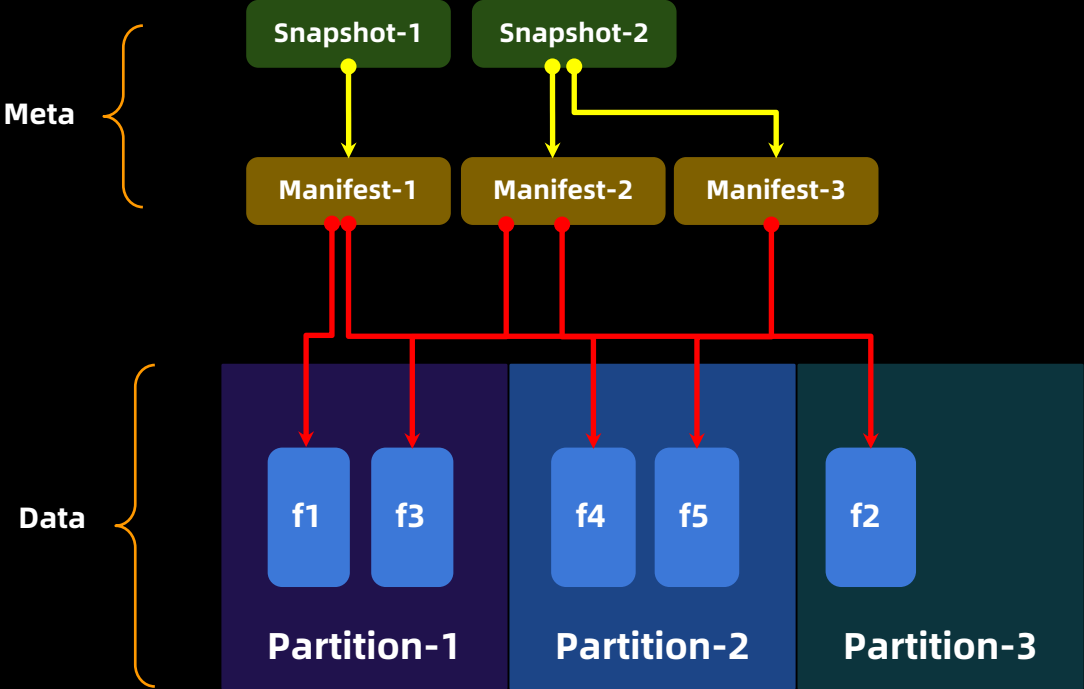 Snapshot-1
Snapshot-2
Meta
Manifest-1
Manifest-2
Manifest-3
Data
f1
f3
f4
f5
f2
Partition-1
Partition-2
Partition-3